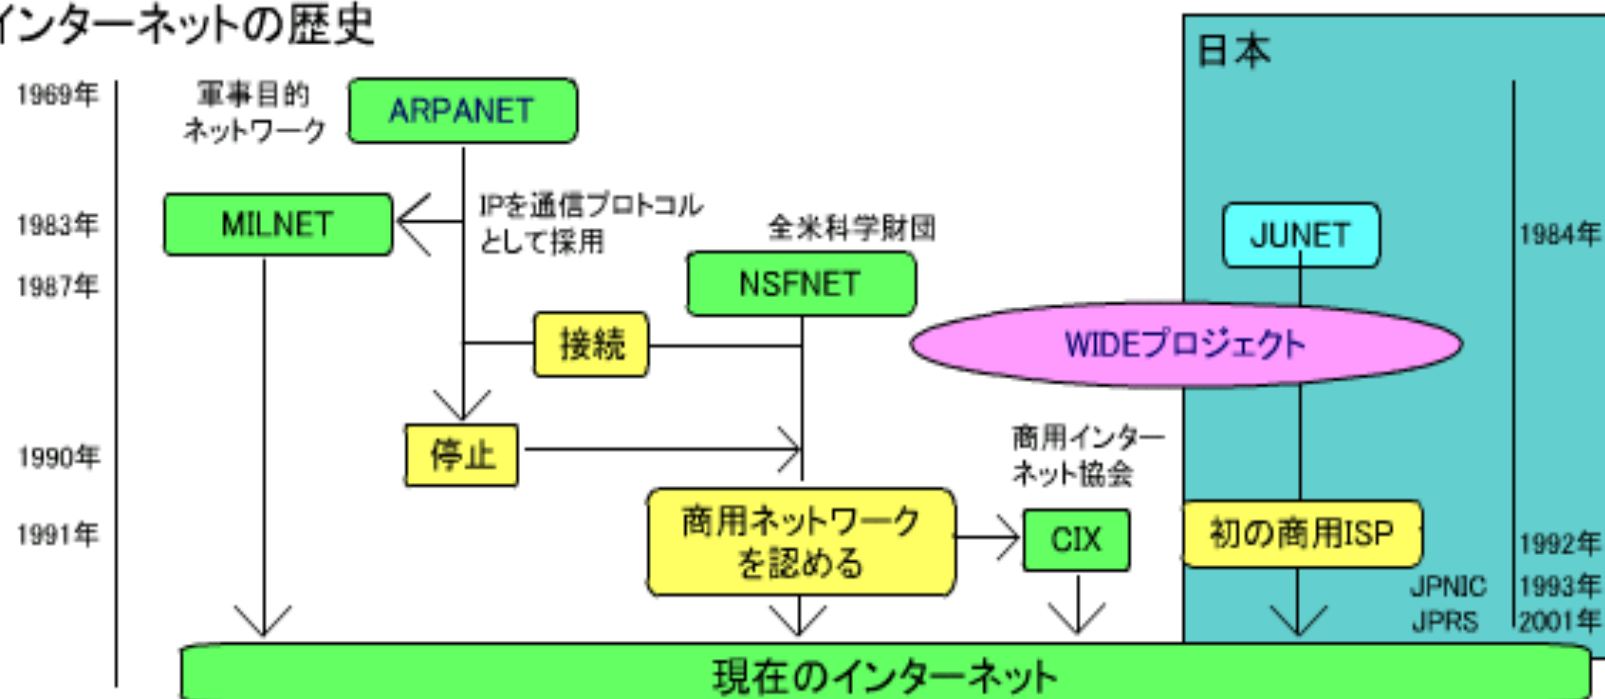 インターネットの歴史
日本
1969年
軍事目的
ネットワーク
ARPANET
1983年
MILNET
IPを通信プロトコル
として採用
全米科学財団
JUNET
1984年
1987年
NSFNET
接続
WIDEプロジェクト
1990年
停止
商用インター
ネット協会
1991年
商用ネットワーク
を認める
CIX
初の商用ISP
1992年
JPNIC 1993年
JPRS 2001年
現在のインターネット